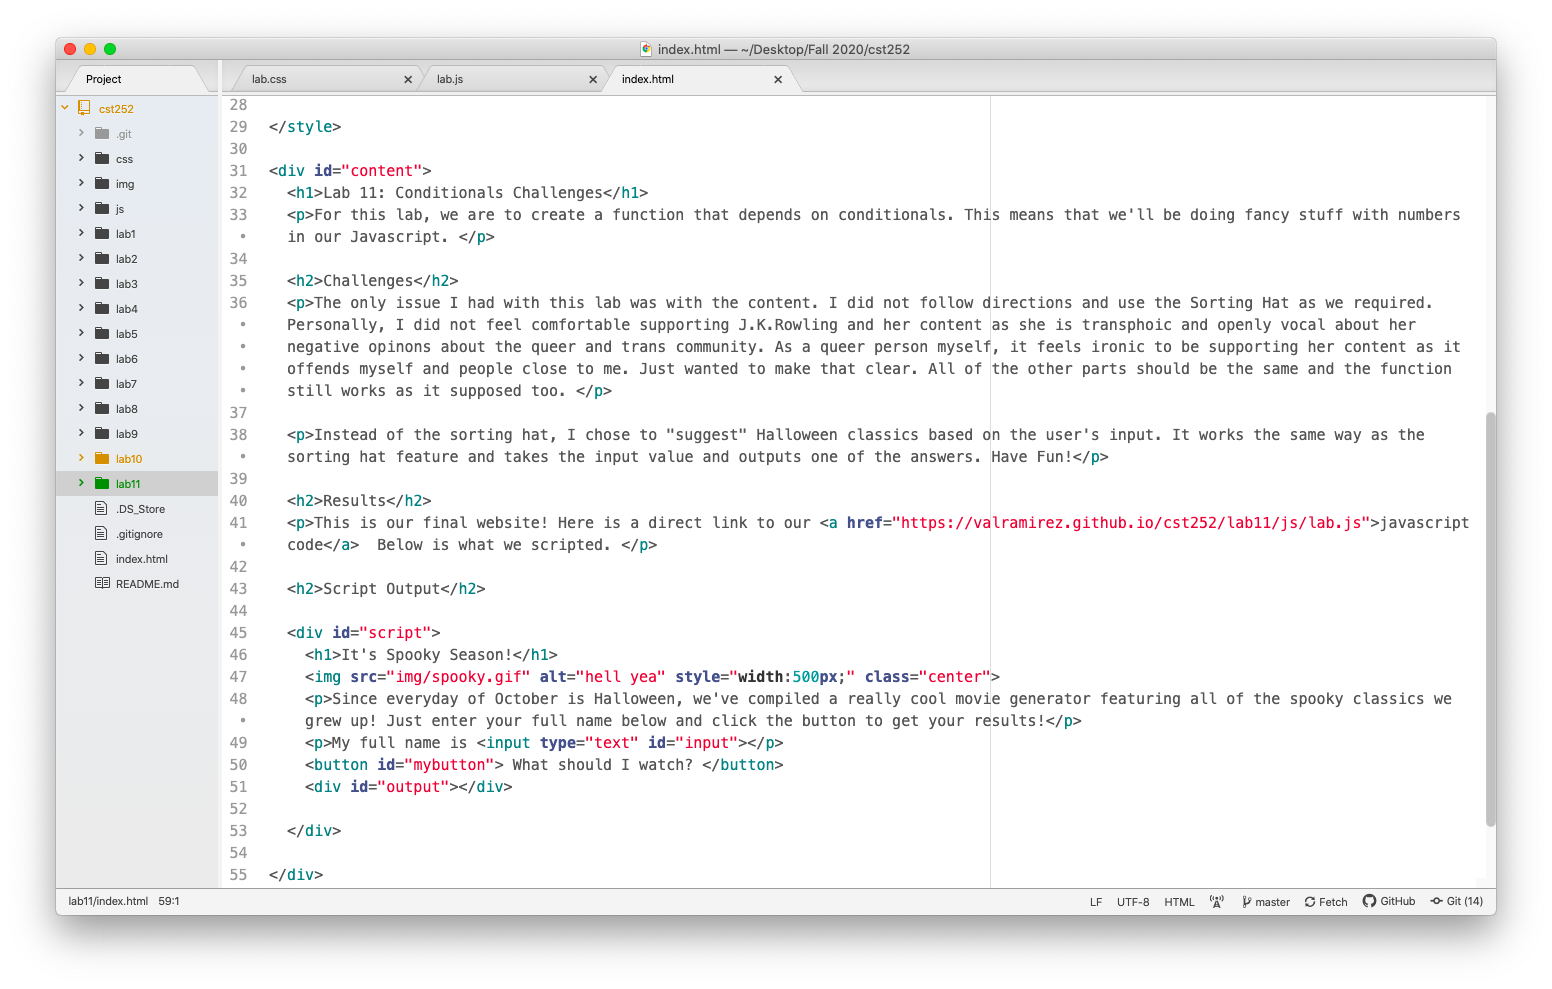 index.html — ~/Desktop/Fall 2020/cst252
Project
lab.css
lab.js
index.html
cst252
.git
css
img
js
lab1
lab2
lab3
lab4
lab5
lab6
lab7
lab8
lab9
lab10
lab11
.DS_Store
.gitignore
index.html
README.md
28
29 </style>
30
31 <div id="content">
32 <h1>Lab 11: Conditionals Challenges</h1>
33 <p>For this lab, we are to create a function that depends on conditionals. This means that we'll be doing fancy stuff with numbers
• in our Javascript. </p>
34
35 <h2>Challenges</h2>
36 <p>The only issue I had with this lab was with the content. I did not follow directions and use the Sorting Hat as we required.
• Personally, I did not feel comfortable supporting J.K.Rowling and her content as she is transphoic and openly vocal about her
• negative opinons about the queer and trans community. As a queer person myself, it feels ironic to be supporting her content as it
• offends myself and people close to me. Just wanted to make that clear. All of the other parts should be the same and the function
• still works as it supposed too. </p>
37
38 <p>Instead of the sorting hat, I chose to "suggest" Halloween classics based on the user's input. It works the same way as the
• sorting hat feature and takes the input value and outputs one of the answers. Have Fun!</p>
39
40 <h2>Results</h2>
41 <p>This is our final website! Here is a direct link to our <a href="https://valramirez.github.io/cst252/lab11/js/lab.js">javascript
• code</a>  Below is what we scripted. </p>
42
43 <h2>Script Output</h2>
44
45 <div id="script">
46 <h1>It's Spooky Season!</h1>
47 <img src="img/spooky.gif" alt="hell yea" style="width:500px;" class="center">
48 <p>Since everyday of October is Halloween, we've compiled a really cool movie generator featuring all of the spooky classics we
• grew up! Just enter your full name below and click the button to get your results!</p>
49 <p>My full name is <input type="text" id="input"></p>
50 <button id="mybutton"> What should I watch? </button>
51 <div id="output"></div>
52
53 </div>
54
55 </div>
lab11/index.html 59:1
LF UTF-8 HTML master Fetch GitHub Git (14)